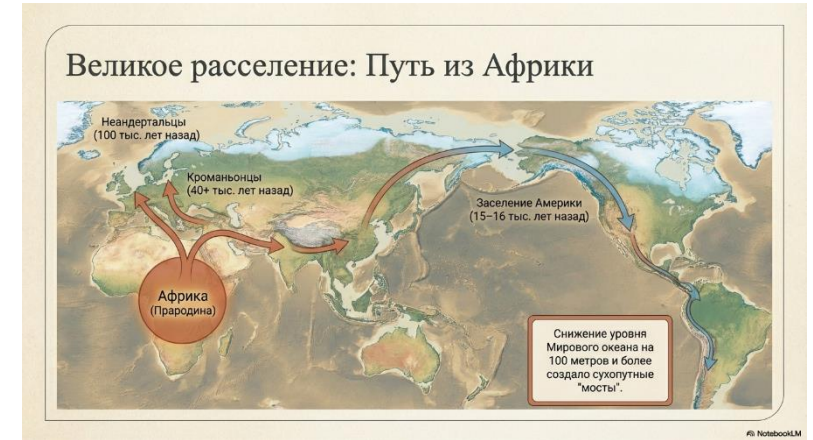 Великое расселение: Путь из Африки
Неандертальцы
(100 тыс. лет назад)
Кроманьонцы
(40+ тыс. лет назад)
Заселение Америки
(15–16 тыс. лет назад)
Африка
(Прародина)
Снижение уровня
Мирового океана на
100 метров и более
создало сухопутные
"мосты".
NotebookLM